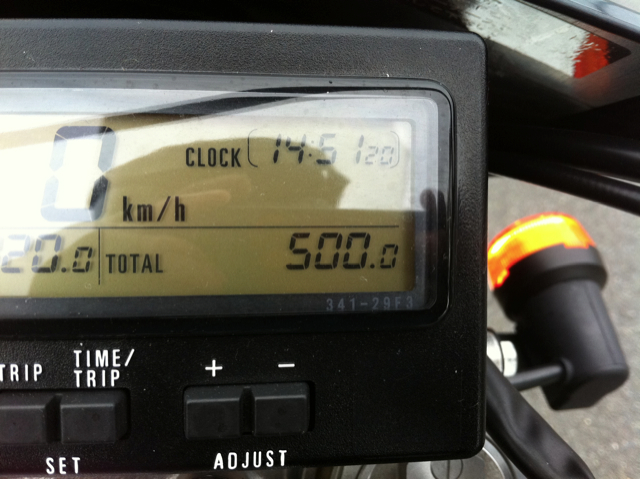 CLOCK 14:51 20
0 km/h
20.0 TOTAL 500.0
341-29F3
TRIP TIME/TRIP + -
SET ADJUST